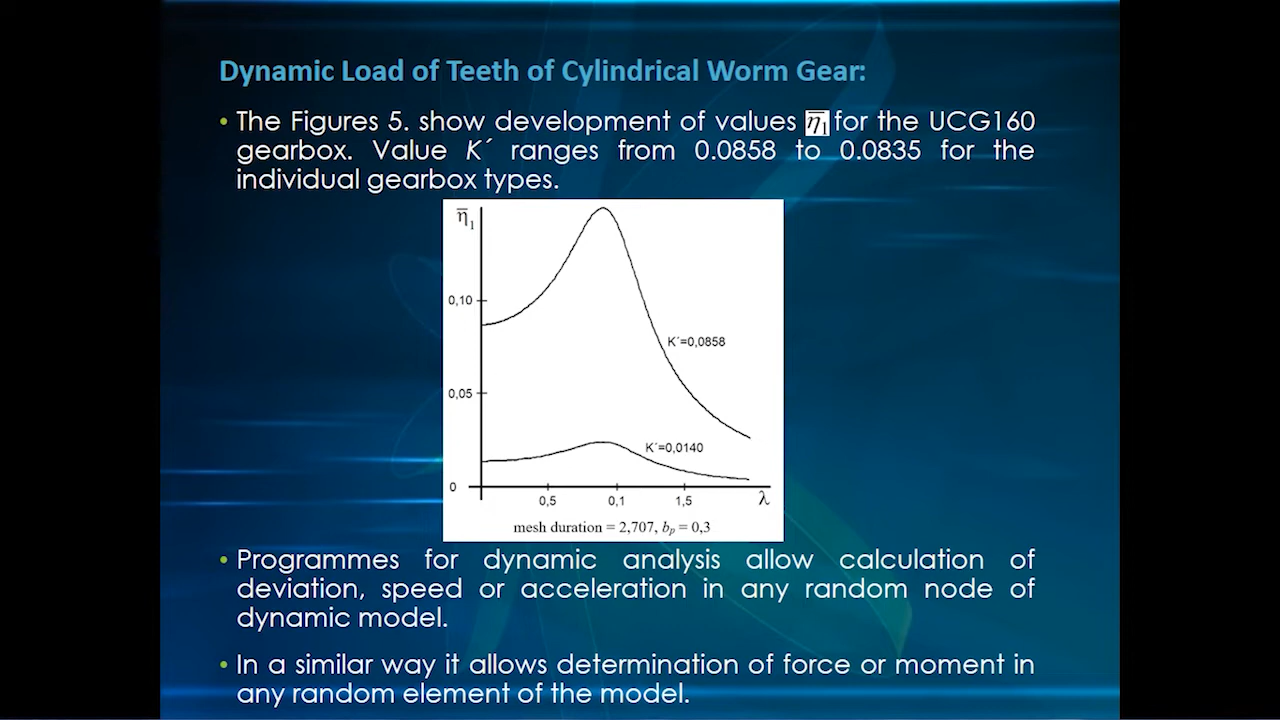 Dynamic Load of Teeth of Cylindrical Worm Gear:
• The Figures 5. show development of values η̅₁ for the UCG160
gearbox. Value K´ ranges from 0.0858 to 0.0835 for the
individual gearbox types.
η̅₁
0,10
K´=0,0858
0,05
K´=0,0140
0
0,5 0,1 1,5 λ
mesh duration = 2,707, bₚ = 0,3
• Programmes for dynamic analysis allow calculation of
deviation, speed or acceleration in any random node of
dynamic model.
• In a similar way it allows determination of force or moment in
any random element of the model.